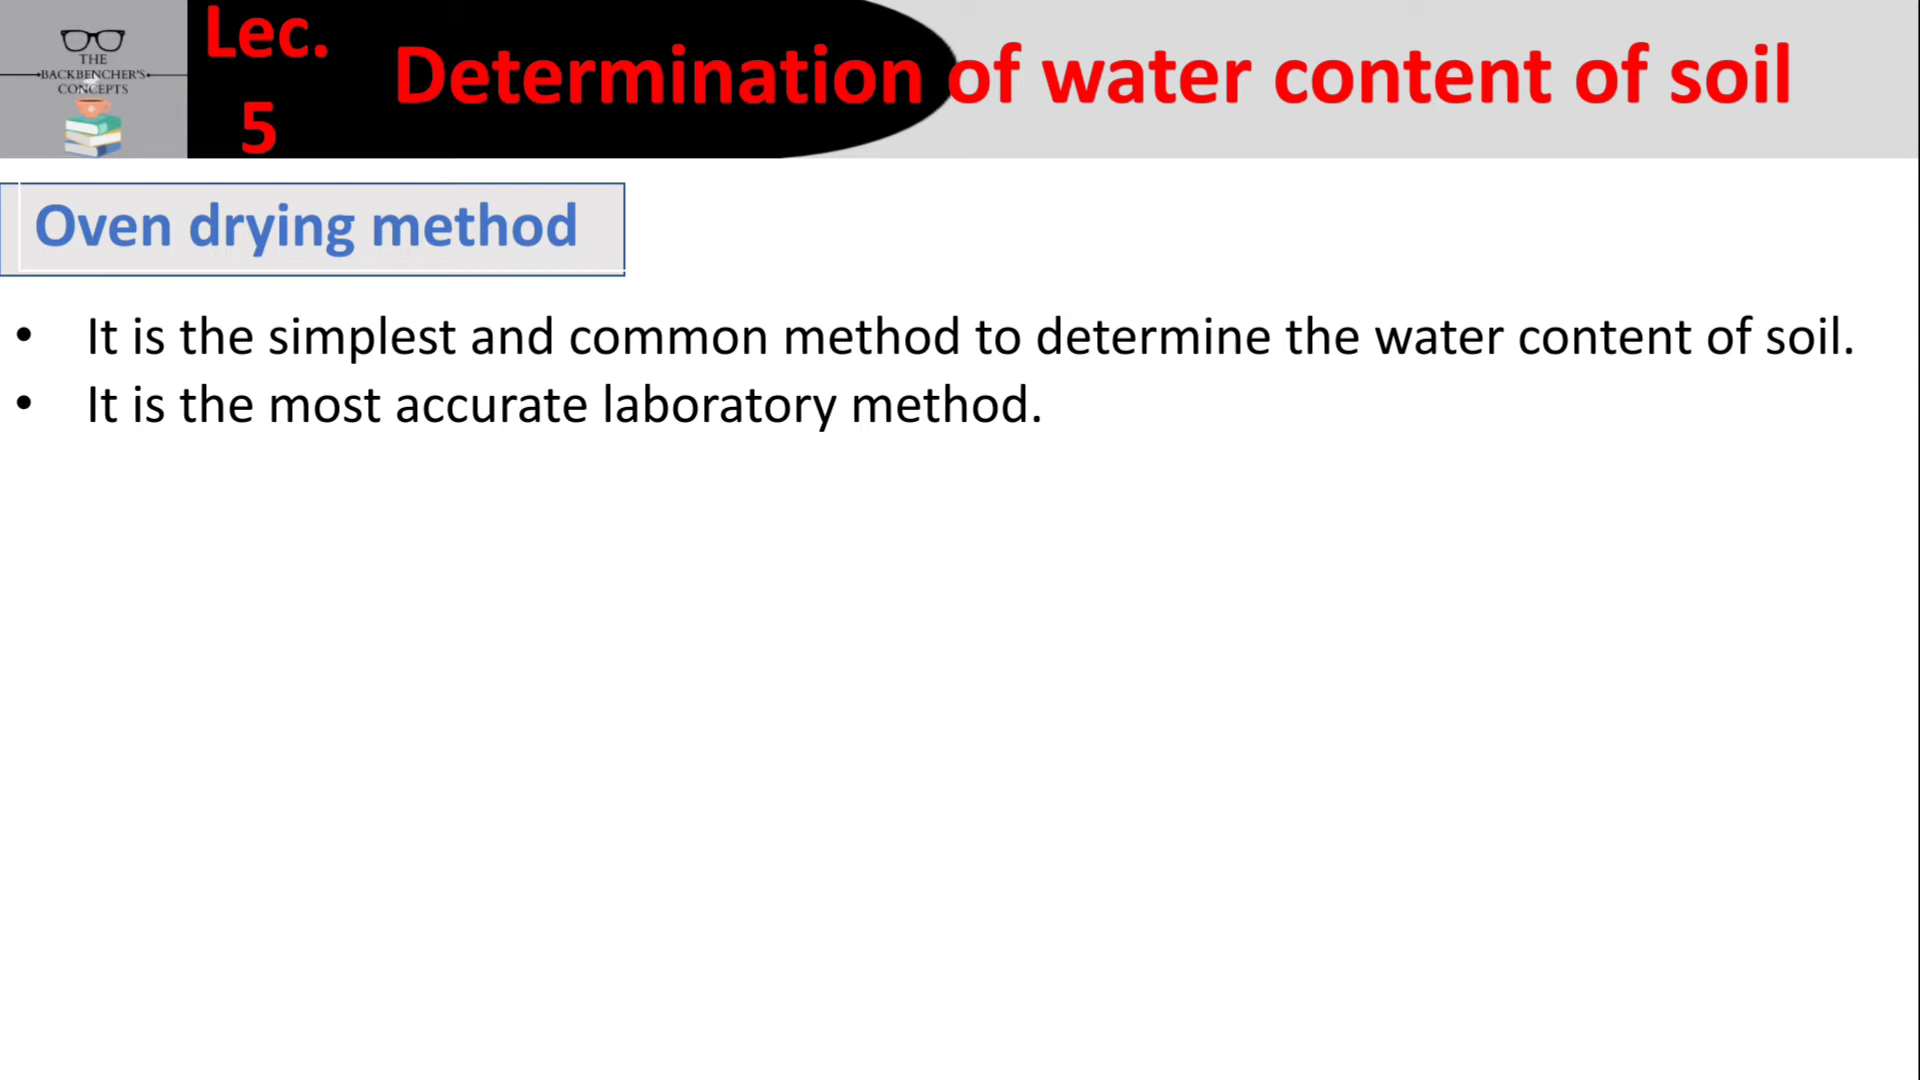 THE
BACKBENCHER'S
CONCEPTS
Lec.
5
Determination of water content of soil
Oven drying method
• It is the simplest and common method to determine the water content of soil.
• It is the most accurate laboratory method.